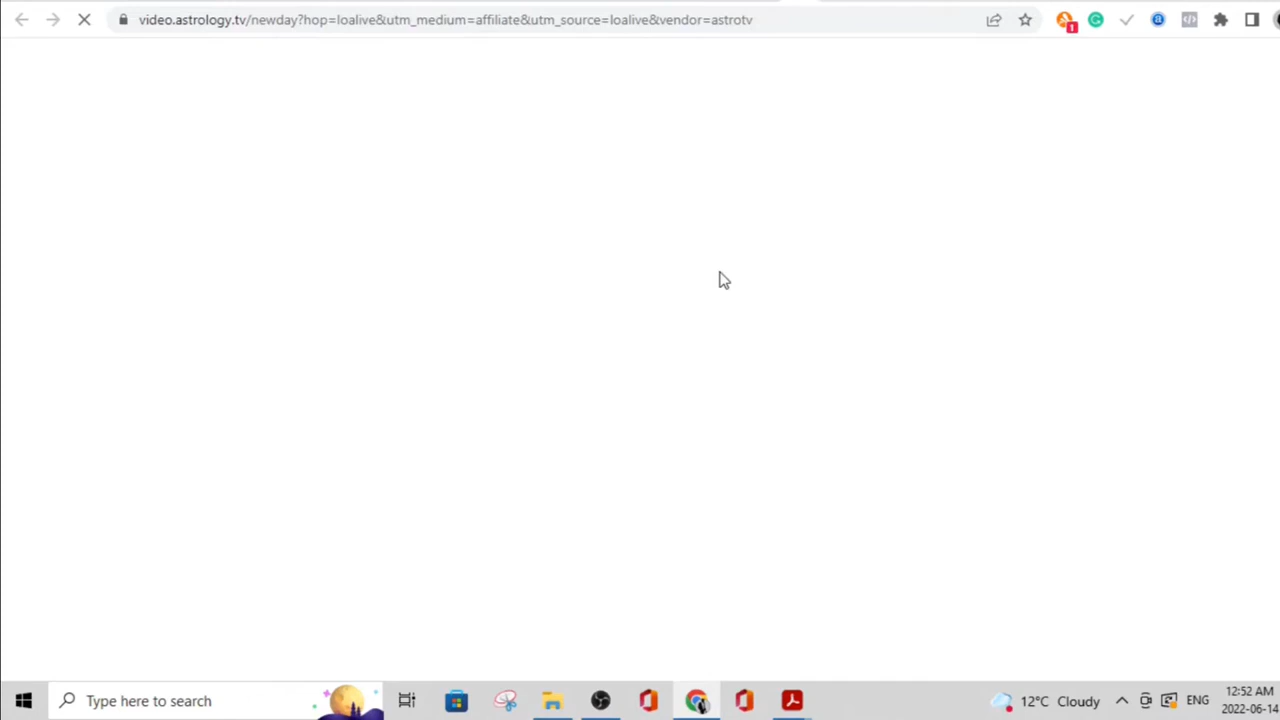 video.astrology.tv/newday?hop=loalive&utm_medium=affiliate&utm_source=loalive&vendor=astrotv
1
a
</>
Type here to search
12°C Cloudy
ENG
12:52 AM
2022-06-14